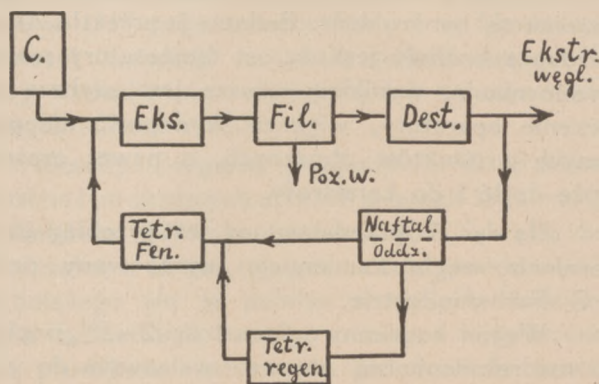 C.
Ekstr.
węgl.
Eks.
Fil.
Dest.
Poz.w.
Tetr.
Fen.
Naftal.
Oddz.
Tetr.
regen